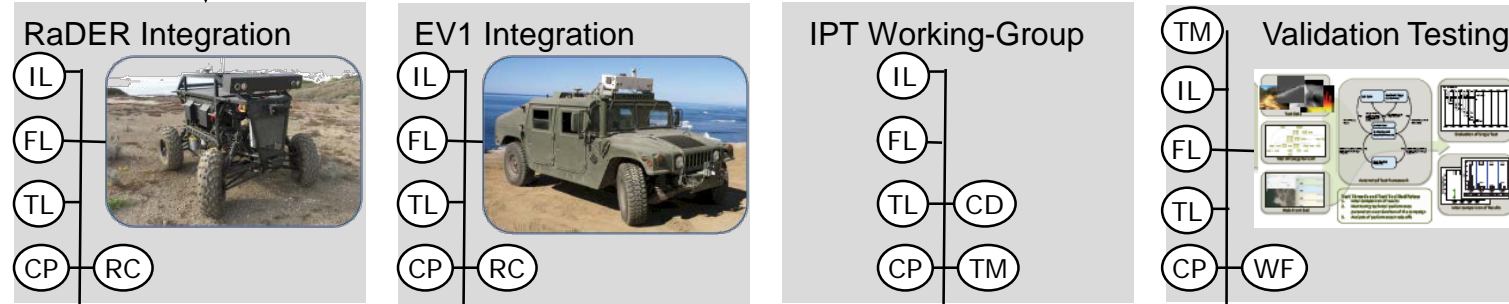 RaDER Integration
IL
FL
TL
CP RC
EV1 Integration
IL
FL
TL
CP RC
IPT Working-Group
IL
FL
TL CD
CP TM
TM Validation Testing
IL
FL
TL
CP WF